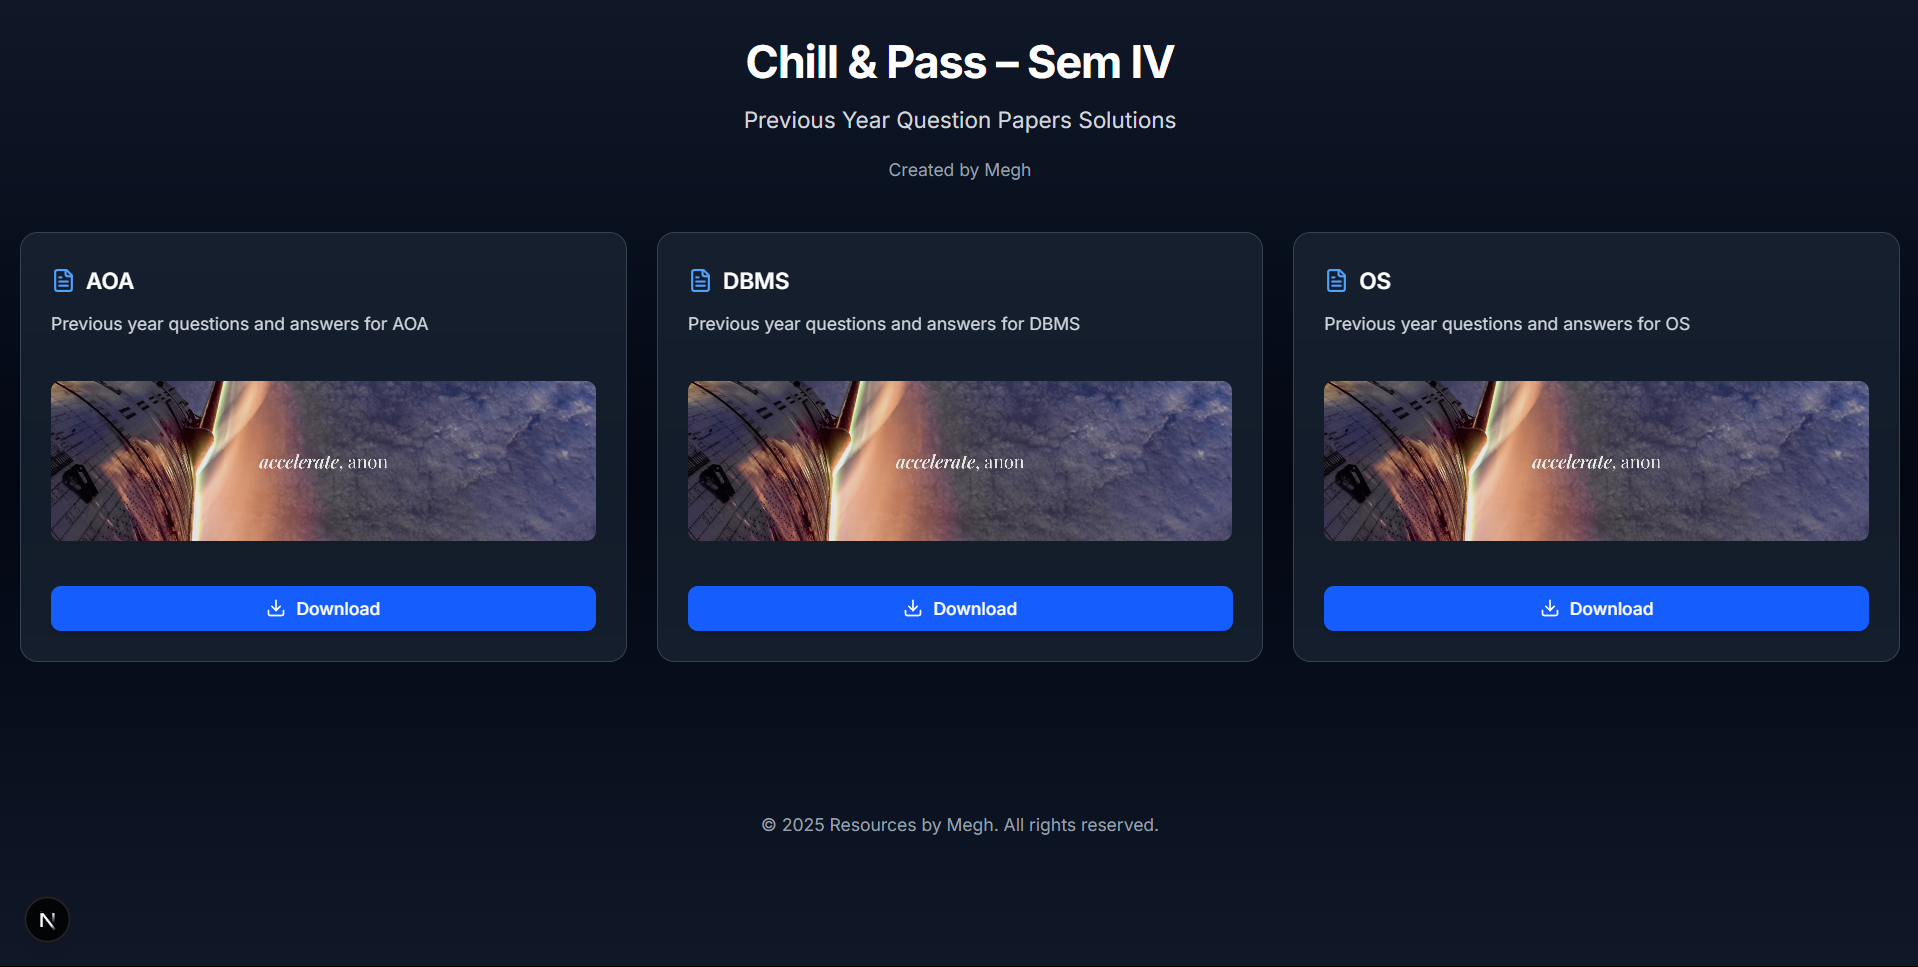 Chill & Pass – Sem IV
Previous Year Question Papers Solutions
Created by Megh
AOA
Previous year questions and answers for AOA
accelerate, anon
Download
DBMS
Previous year questions and answers for DBMS
accelerate, anon
Download
OS
Previous year questions and answers for OS
accelerate, anon
Download
© 2025 Resources by Megh. All rights reserved.
N